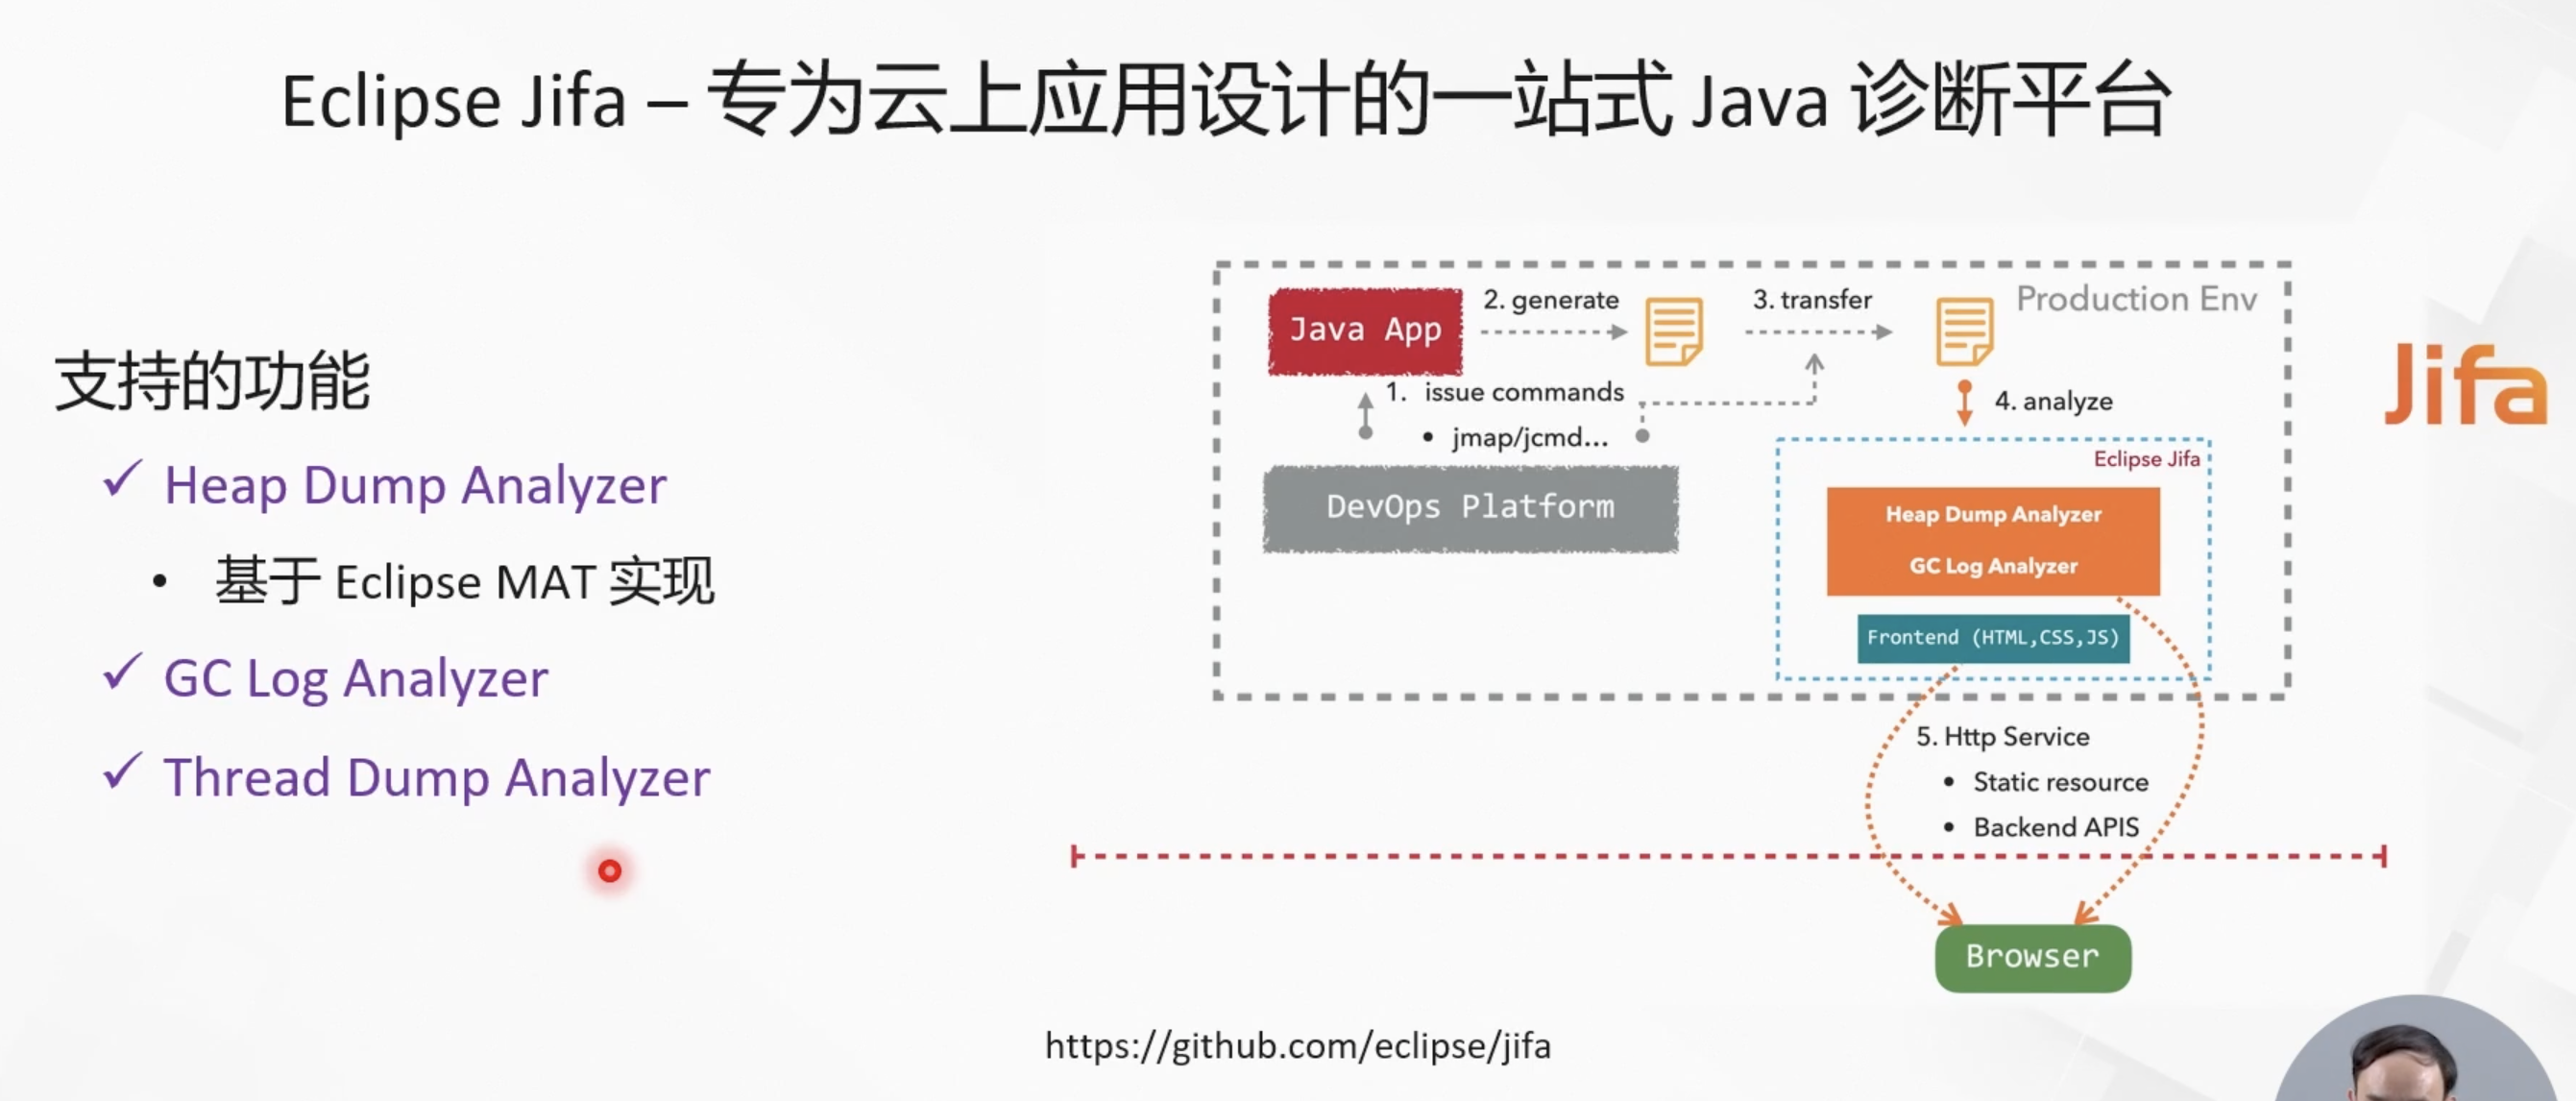 Eclipse Jifa – 专为云上应用设计的一站式 Java 诊断平台
支持的功能
✓ Heap Dump Analyzer
• 基于 Eclipse MAT 实现
✓ GC Log Analyzer
✓ Thread Dump Analyzer
Production Env
Java App
2. generate
3. transfer
1. issue commands
• jmap/jcmd...
4. analyze
DevOps Platform
Eclipse Jifa
Heap Dump Analyzer
GC Log Analyzer
Frontend (HTML,CSS,JS)
5. Http Service
• Static resource
• Backend APIS
Browser
Jifa
https://github.com/eclipse/jifa